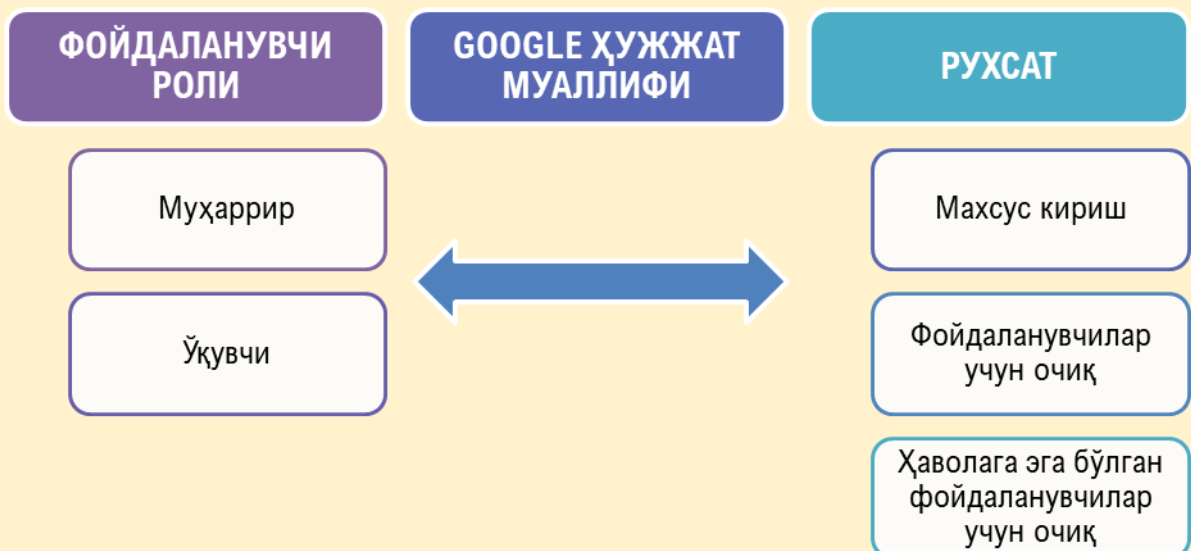 ФОЙДАЛАНУВЧИ
РОЛИ
GOOGLE ҲУЖЖАТ
МУАЛЛИФИ
РУХСАТ
Муҳаррир
Ўқувчи
Махсус кириш
Фойдаланувчилар
учун очиқ
Ҳаволага эга бўлган
фойдаланувчилар
учун очиқ